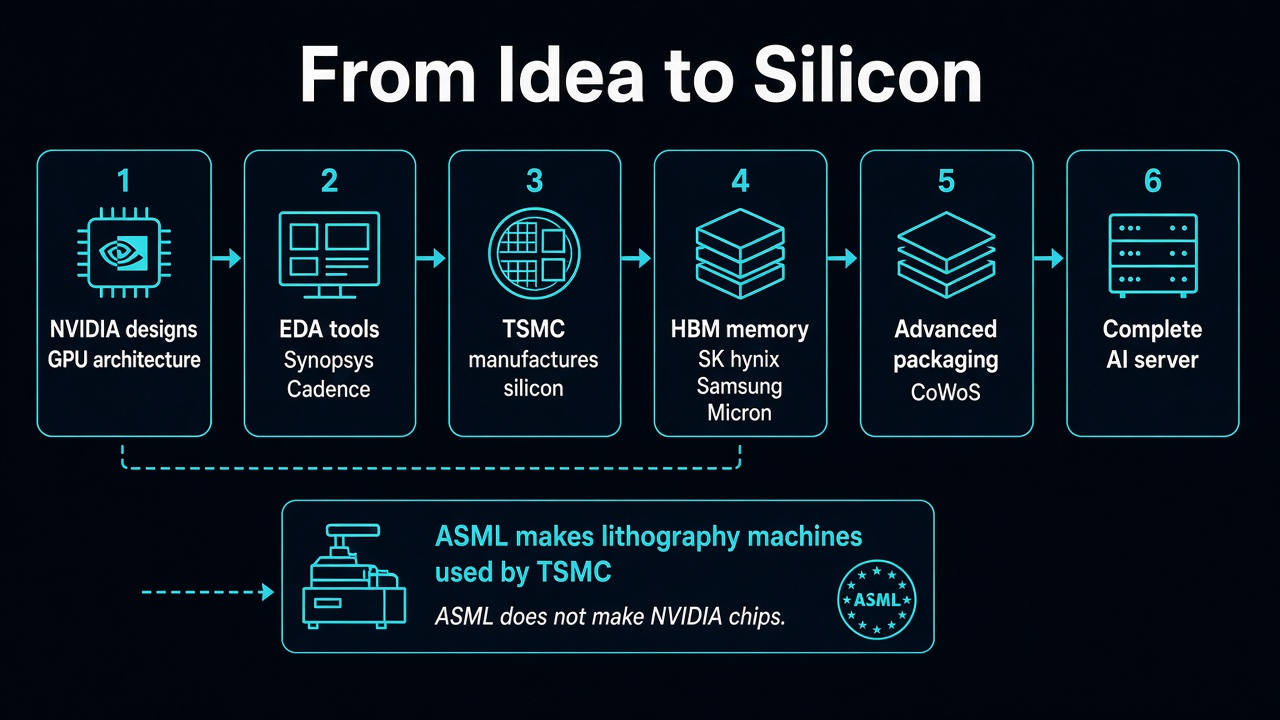 From Idea to Silicon
1
NVIDIA designs
GPU architecture
2
EDA tools
Synopsys
Cadence
3
TSMC
manufactures
silicon
4
HBM memory
SK hynix
Samsung
Micron
5
Advanced
packaging
CoWoS
6
Complete
AI server
ASML makes lithography machines
used by TSMC
ASML does not make NVIDIA chips.
ASML